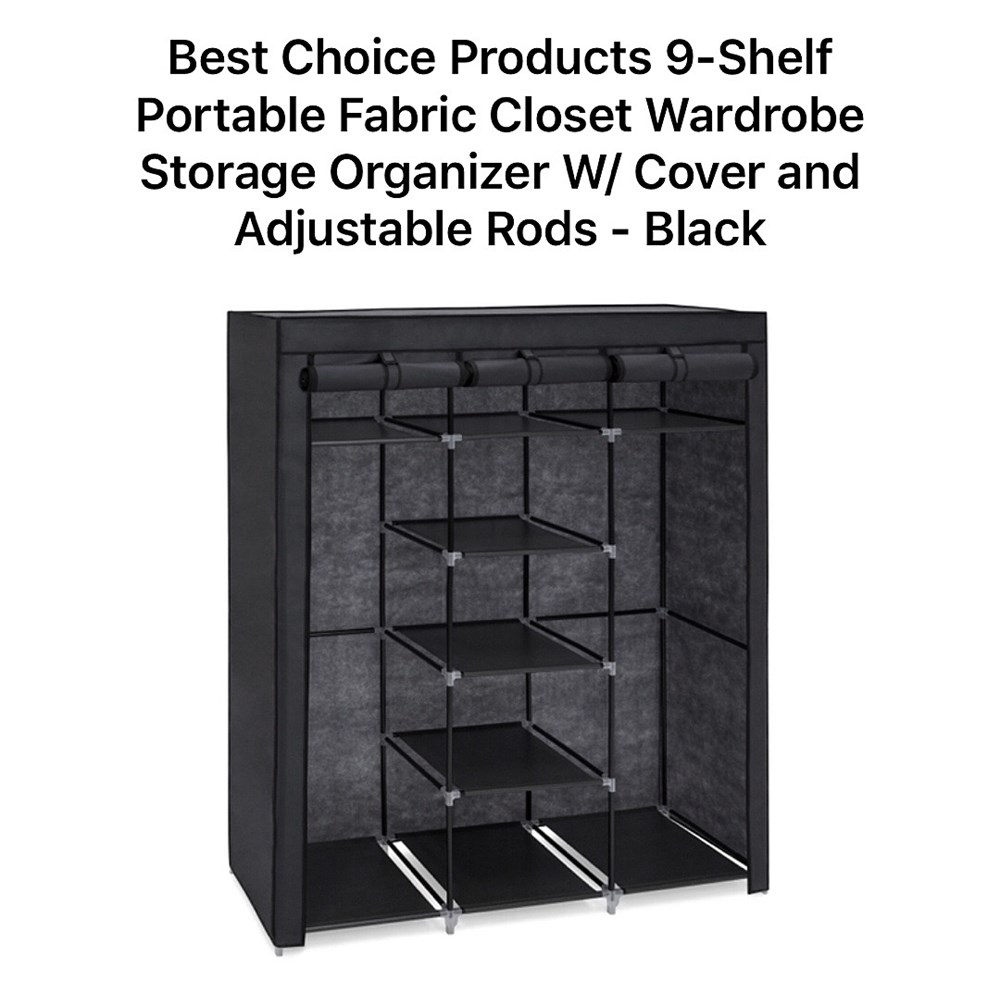 Best Choice Products 9-Shelf
Portable Fabric Closet Wardrobe
Storage Organizer W/ Cover and
Adjustable Rods - Black